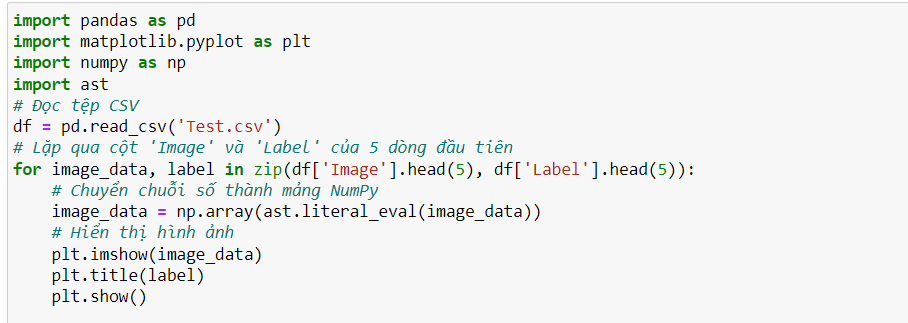 import pandas as pd
import matplotlib.pyplot as plt
import numpy as np
import ast
# Đọc tệp CSV
df = pd.read_csv('Test.csv')
# Lặp qua cột 'Image' và 'Label' của 5 dòng đầu tiên
for image_data, label in zip(df['Image'].head(5), df['Label'].head(5)):
    # Chuyển chuỗi số thành mảng NumPy
    image_data = np.array(ast.literal_eval(image_data))
    # Hiển thị hình ảnh
    plt.imshow(image_data)
    plt.title(label)
    plt.show()